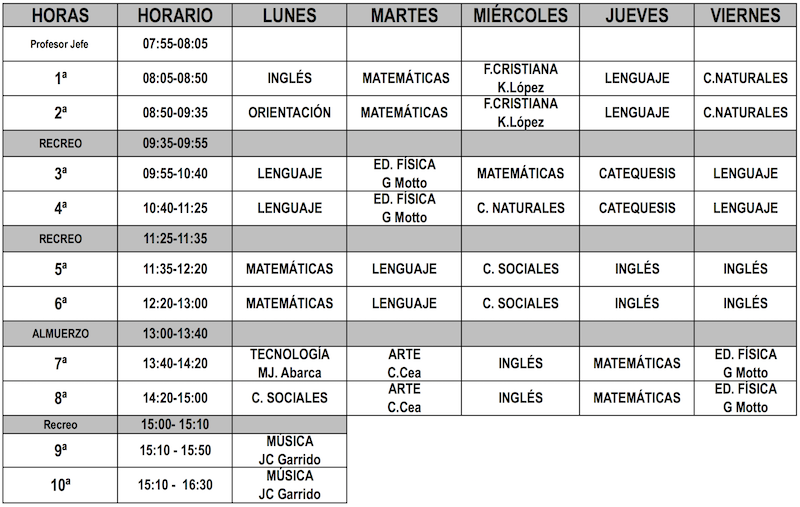 HORAS HORARIO LUNES MARTES MIÉRCOLES JUEVES VIERNES
Profesor Jefe 07:55-08:05
1ª 08:05-08:50 INGLÉS MATEMÁTICAS F.CRISTIANA K.López LENGUAJE C.NATURALES
2ª 08:50-09:35 ORIENTACIÓN MATEMÁTICAS F.CRISTIANA K.López LENGUAJE C.NATURALES
RECREO 09:35-09:55
3ª 09:55-10:40 LENGUAJE ED. FÍSICA G Motto MATEMÁTICAS CATEQUESIS LENGUAJE
4ª 10:40-11:25 LENGUAJE ED. FÍSICA G Motto C. NATURALES CATEQUESIS LENGUAJE
RECREO 11:25-11:35
5ª 11:35-12:20 MATEMÁTICAS LENGUAJE C. SOCIALES INGLÉS INGLÉS
6ª 12:20-13:00 MATEMÁTICAS LENGUAJE C. SOCIALES INGLÉS INGLÉS
ALMUERZO 13:00-13:40
7ª 13:40-14:20 TECNOLOGÍA MJ. Abarca ARTE C.Cea INGLÉS MATEMÁTICAS ED. FÍSICA G Motto
8ª 14:20-15:00 C. SOCIALES ARTE C.Cea INGLÉS MATEMÁTICAS ED. FÍSICA G Motto
Recreo 15:00- 15:10
9ª 15:10 - 15:50 MÚSICA JC Garrido
10ª 15:10 - 16:30 MÚSICA JC Garrido